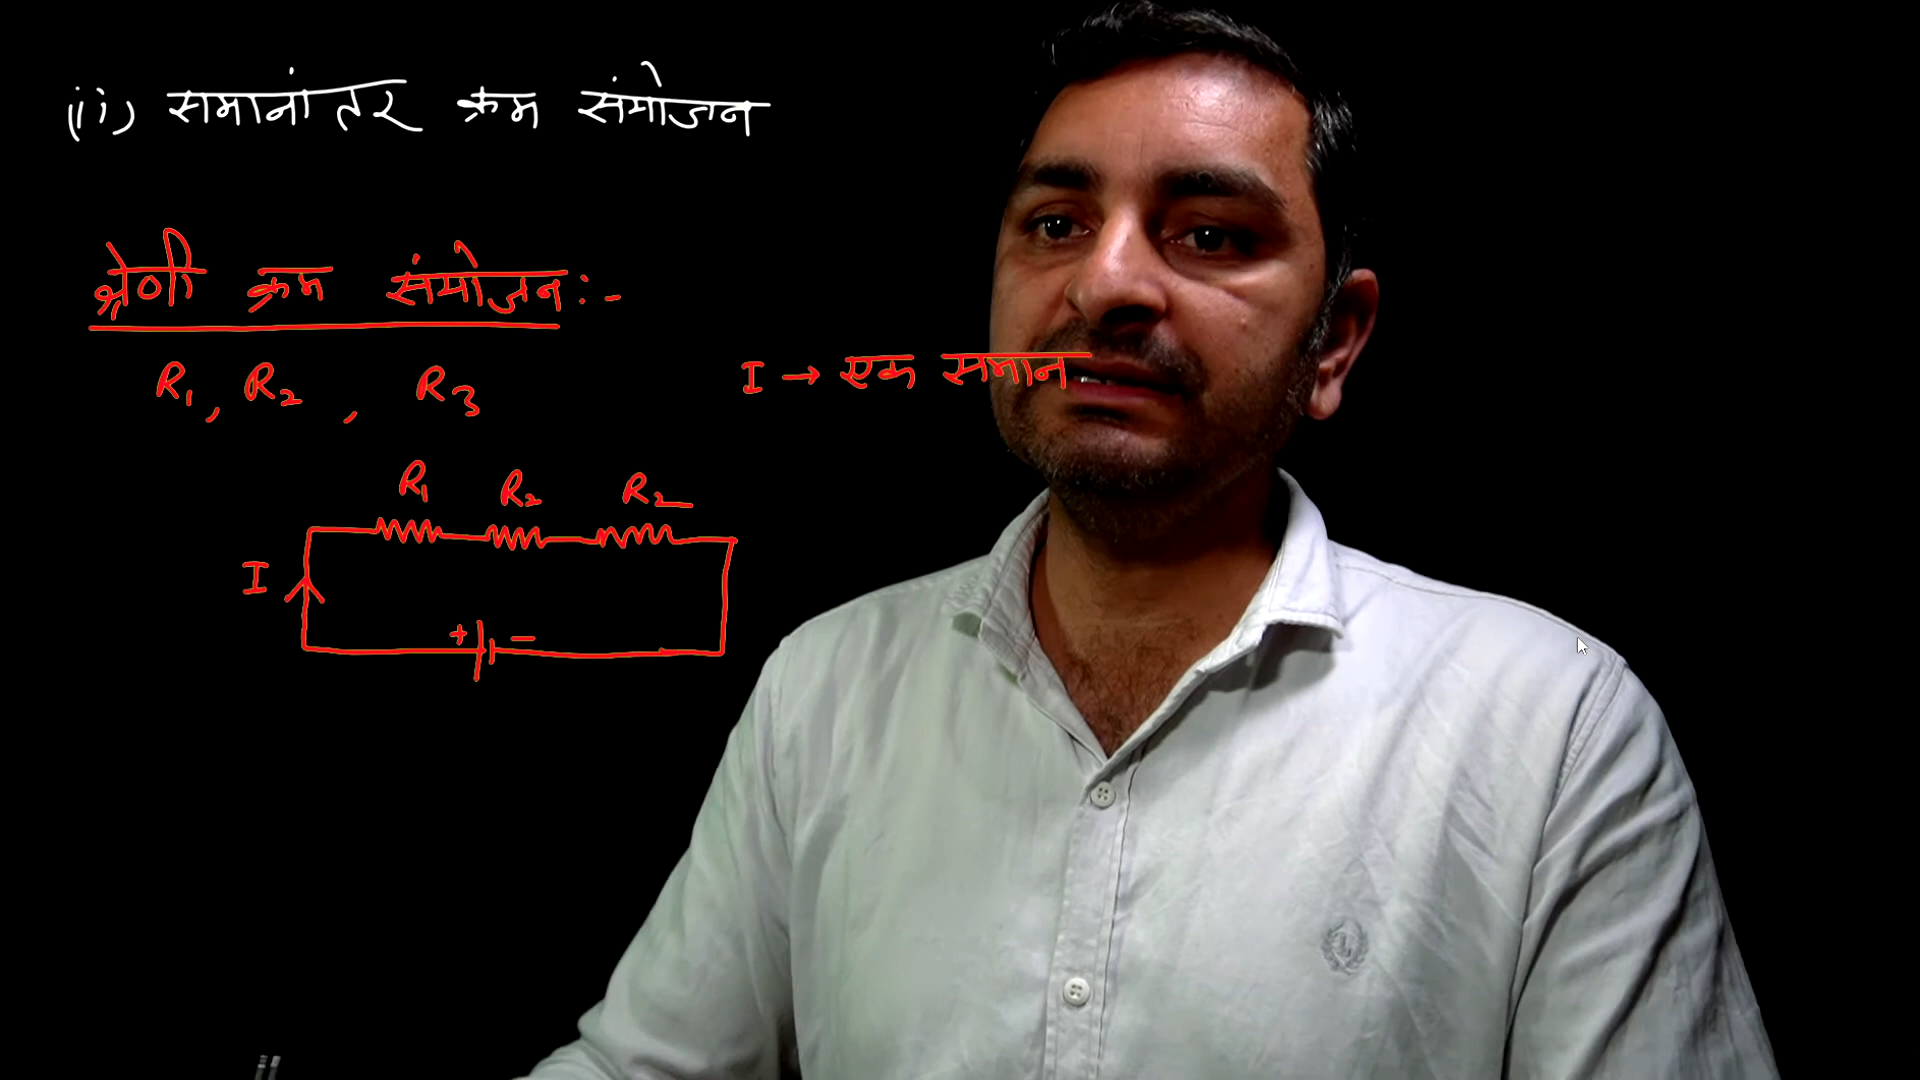 (ii) समानांतर क्रम संयोजन
श्रेणी क्रम संयोजन:-
R1, R2, R3
I → एक समान
R1 R2 R2
I
+ -